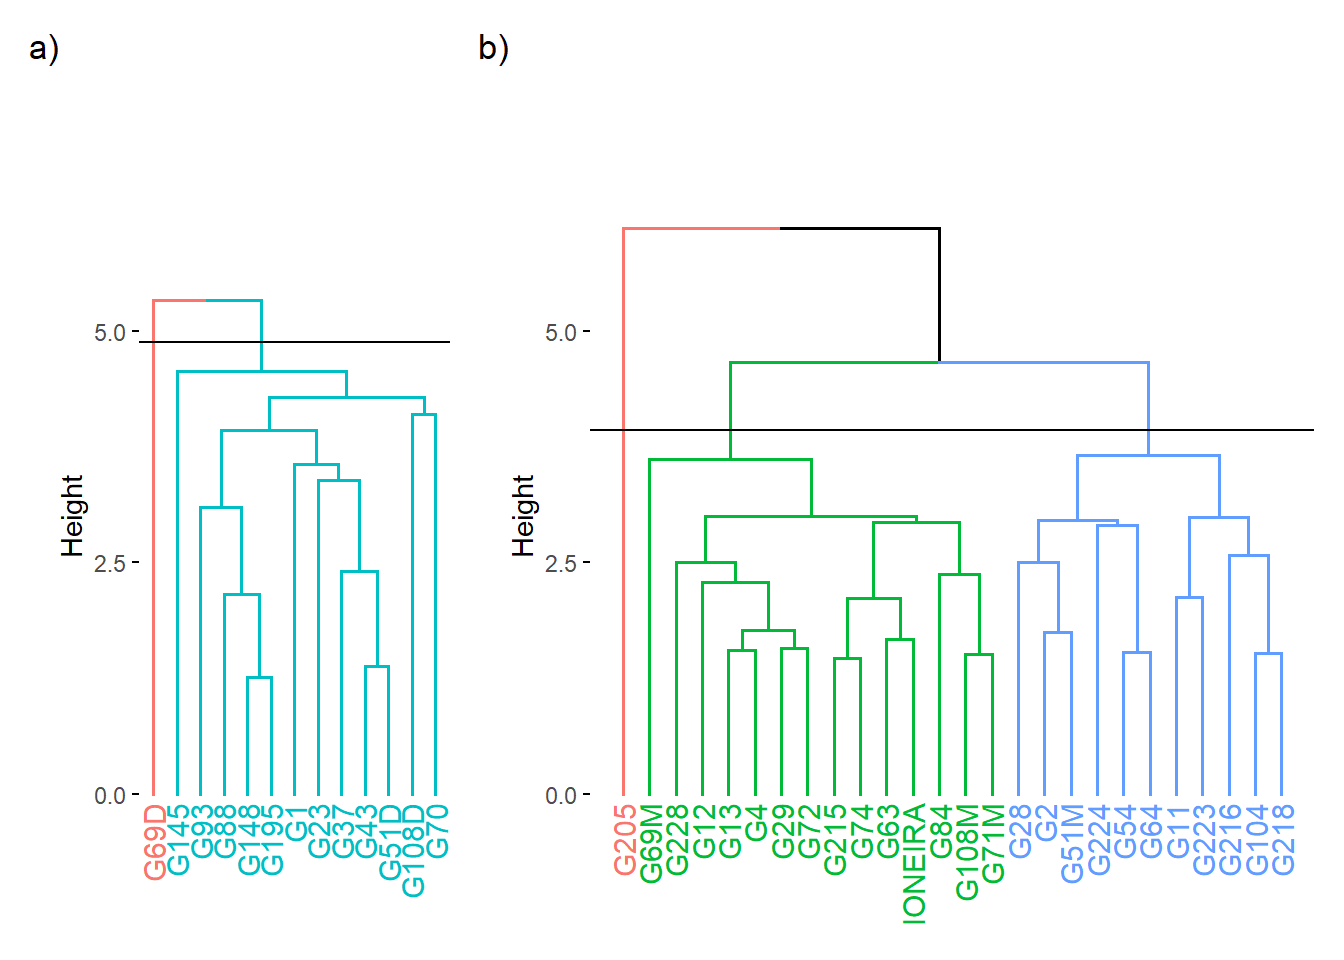 a)
b)
Height
5.0
2.5
0.0
G69D
G145
G93
G88
G148
G195
G1
G23
G37
G43
G51D
G108D
G70
Height
5.0
2.5
0.0
G205
G69M
G228
G12
G13
G4
G29
G72
G215
G74
G63
IONEIRA
G84
G108M
G71M
G28
G2
G51M
G224
G54
G64
G11
G223
G216
G104
G218